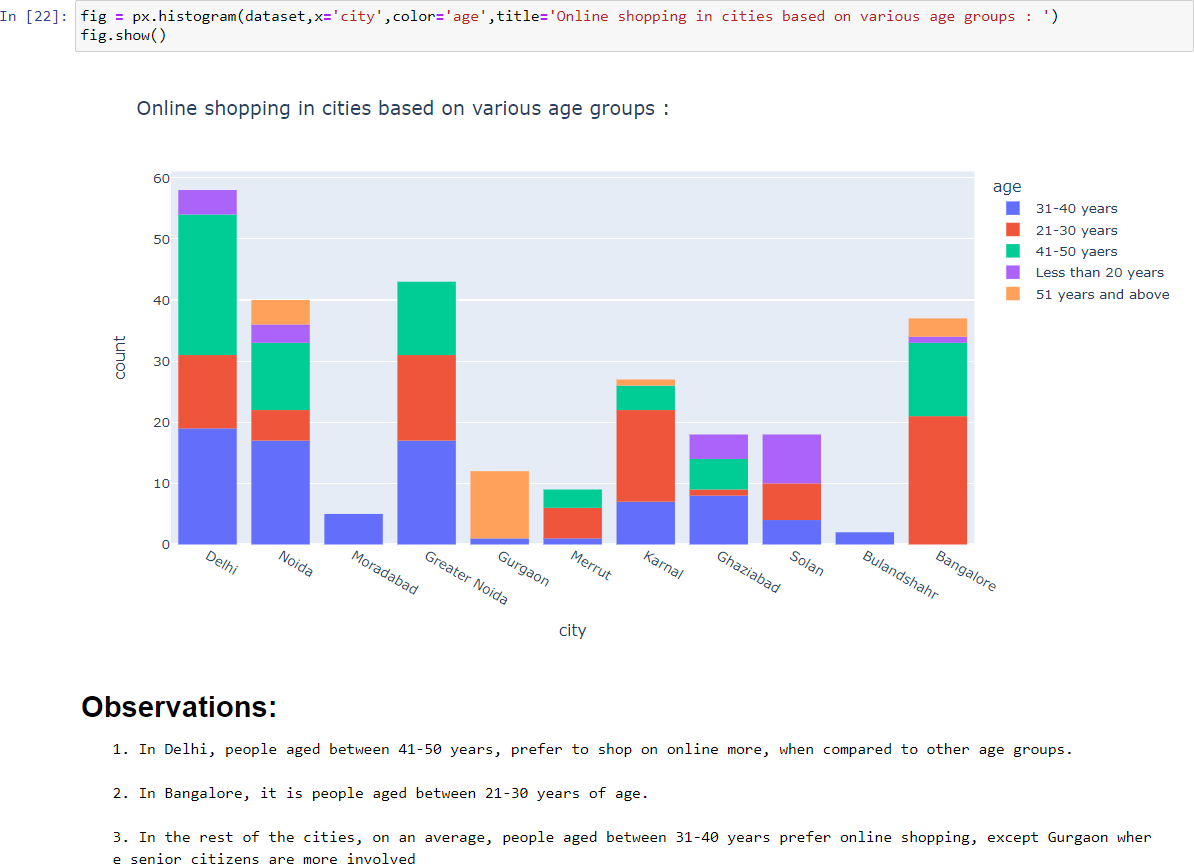 In [22]: fig = px.histogram(dataset,x='city',color='age',title='Online shopping in cities based on various age groups : ')
fig.show()
Online shopping in cities based on various age groups :
60
50
40
30
20
10
0
count
Delhi
Noida
Moradabad
Greater Noida
Gurgaon
Merrut
Karnal
Ghaziabad
Solan
Bulandshahr
Bangalore
city
age
31-40 years
21-30 years
41-50 yaers
Less than 20 years
51 years and above
Observations:
1. In Delhi, people aged between 41-50 years, prefer to shop on online more, when compared to other age groups.
2. In Bangalore, it is people aged between 21-30 years of age.
3. In the rest of the cities, on an average, people aged between 31-40 years prefer online shopping, except Gurgaon wher
e senior citizens are more involved